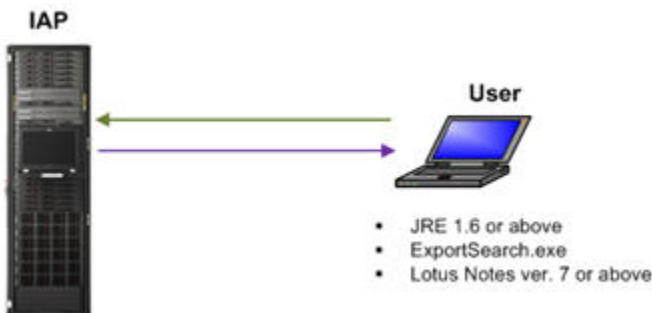 IAP
User
▪ JRE 1.6 or above
▪ ExportSearch.exe
▪ Lotus Notes ver. 7 or above